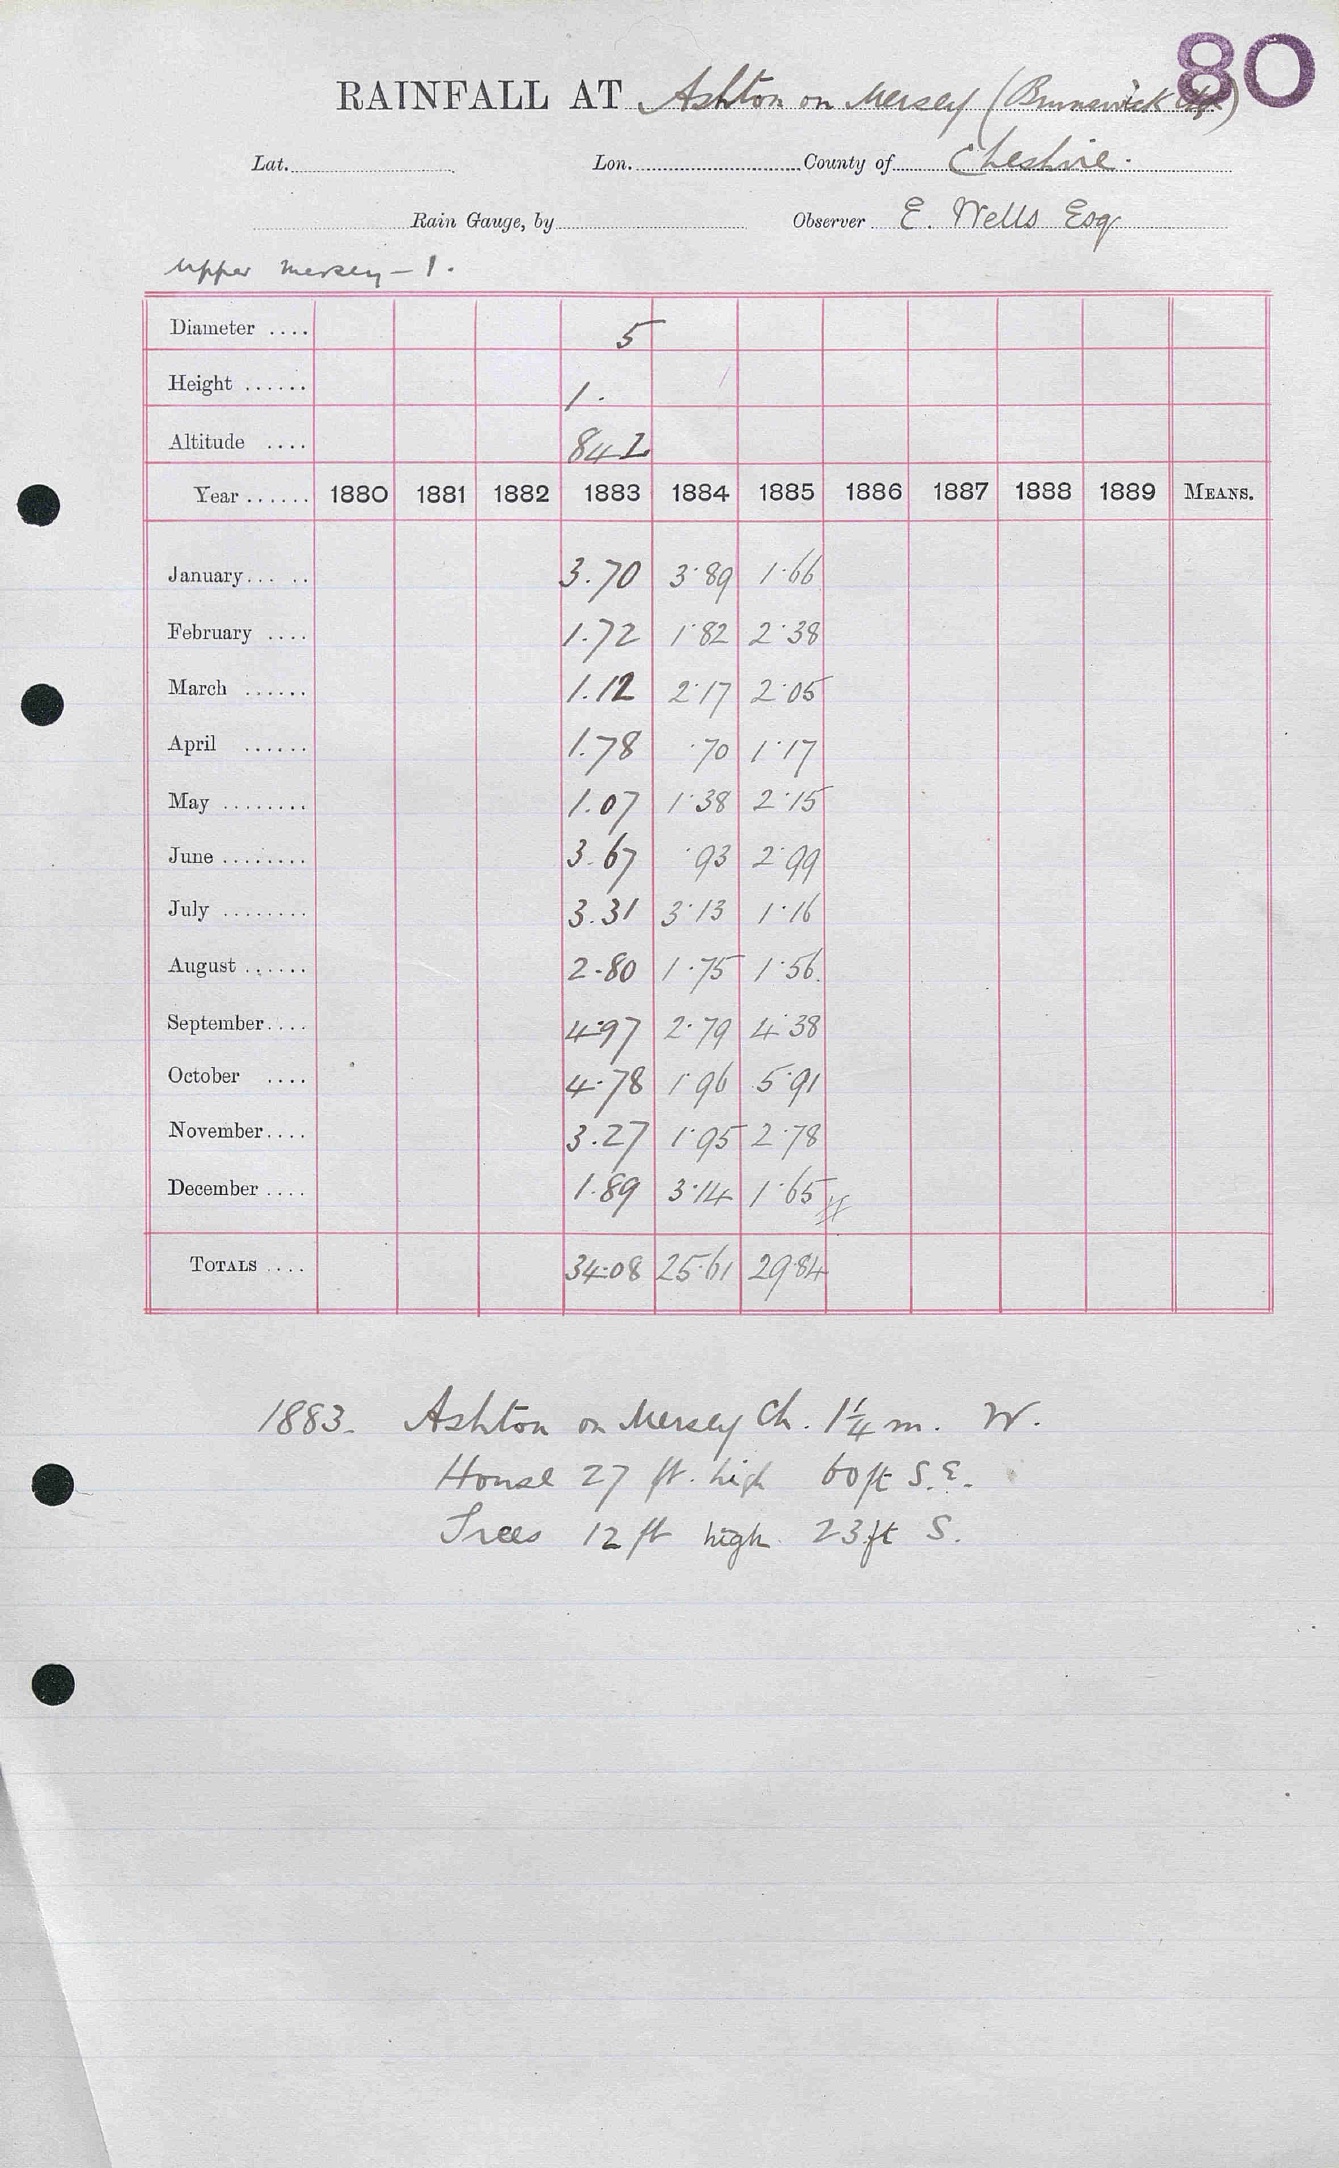 80
RAINFALL AT Ashton on Mersey (Brunswick
Lat. Lon. County of Cheshire.
Rain Gauge, by Observer E. Wells Esq
Upper Mersey - 1.
Diameter .... 5
Height ...... 1.
Altitude .... 842
Year ...... 1880 1881 1882 1883 1884 1885 1886 1887 1888 1889 MEANS.
January.... .. 3.70 3.89 1.66
February .... 1.72 1.82 2.38
March ...... 1.12 2.17 2.05
April ...... 1.78 .70 1.17
May ........ 1.07 1.38 2.15
June ........ 3.67 .93 2.99
July ........ 3.31 3.13 1.16
August ...... 2.80 1.75 1.56
September.... 4.97 2.79 4.38
October .... 4.78 1.96 5.91
November.... 3.27 1.95 2.78
December .... 1.89 3.14 1.65
TOTALS .... 34.08 25.61 29.84
1883. Ashton on Mersey Ch. 1¼ m. W.
House 27 ft. high 60ft S.E.
Trees 12 ft high 23ft S.